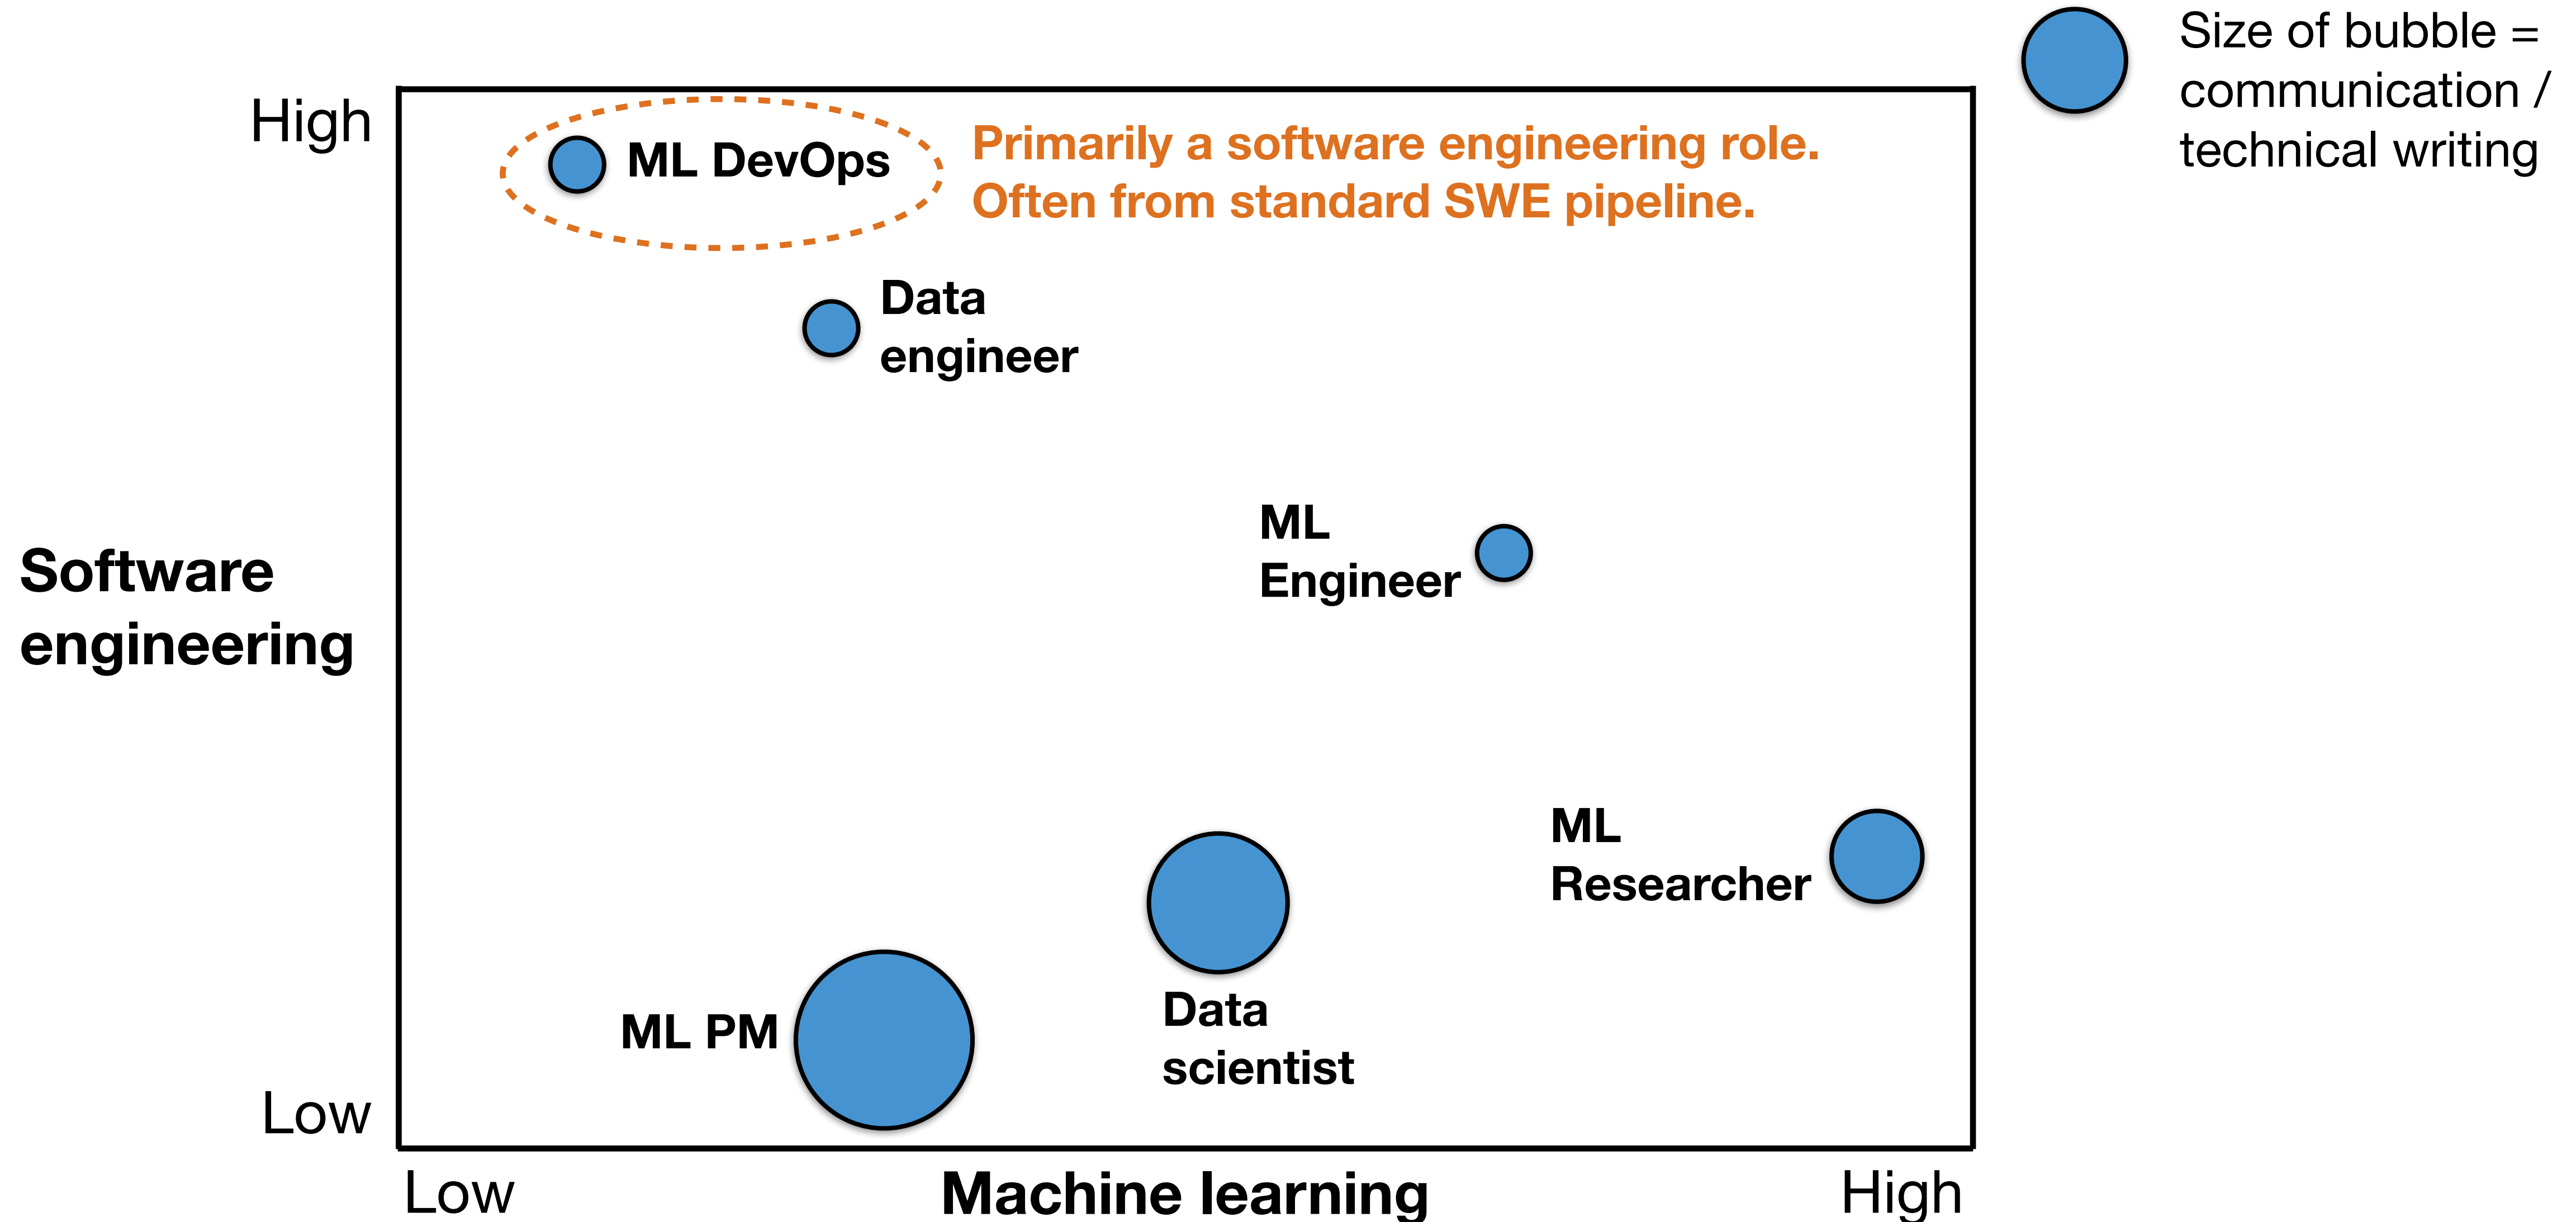 Size of bubble =
communication /
technical writing
High
ML DevOps
Primarily a software engineering role.
Often from standard SWE pipeline.
Data
engineer
ML
Engineer
Software
engineering
ML
Researcher
Data
scientist
ML PM
Low
Low
Machine learning
High